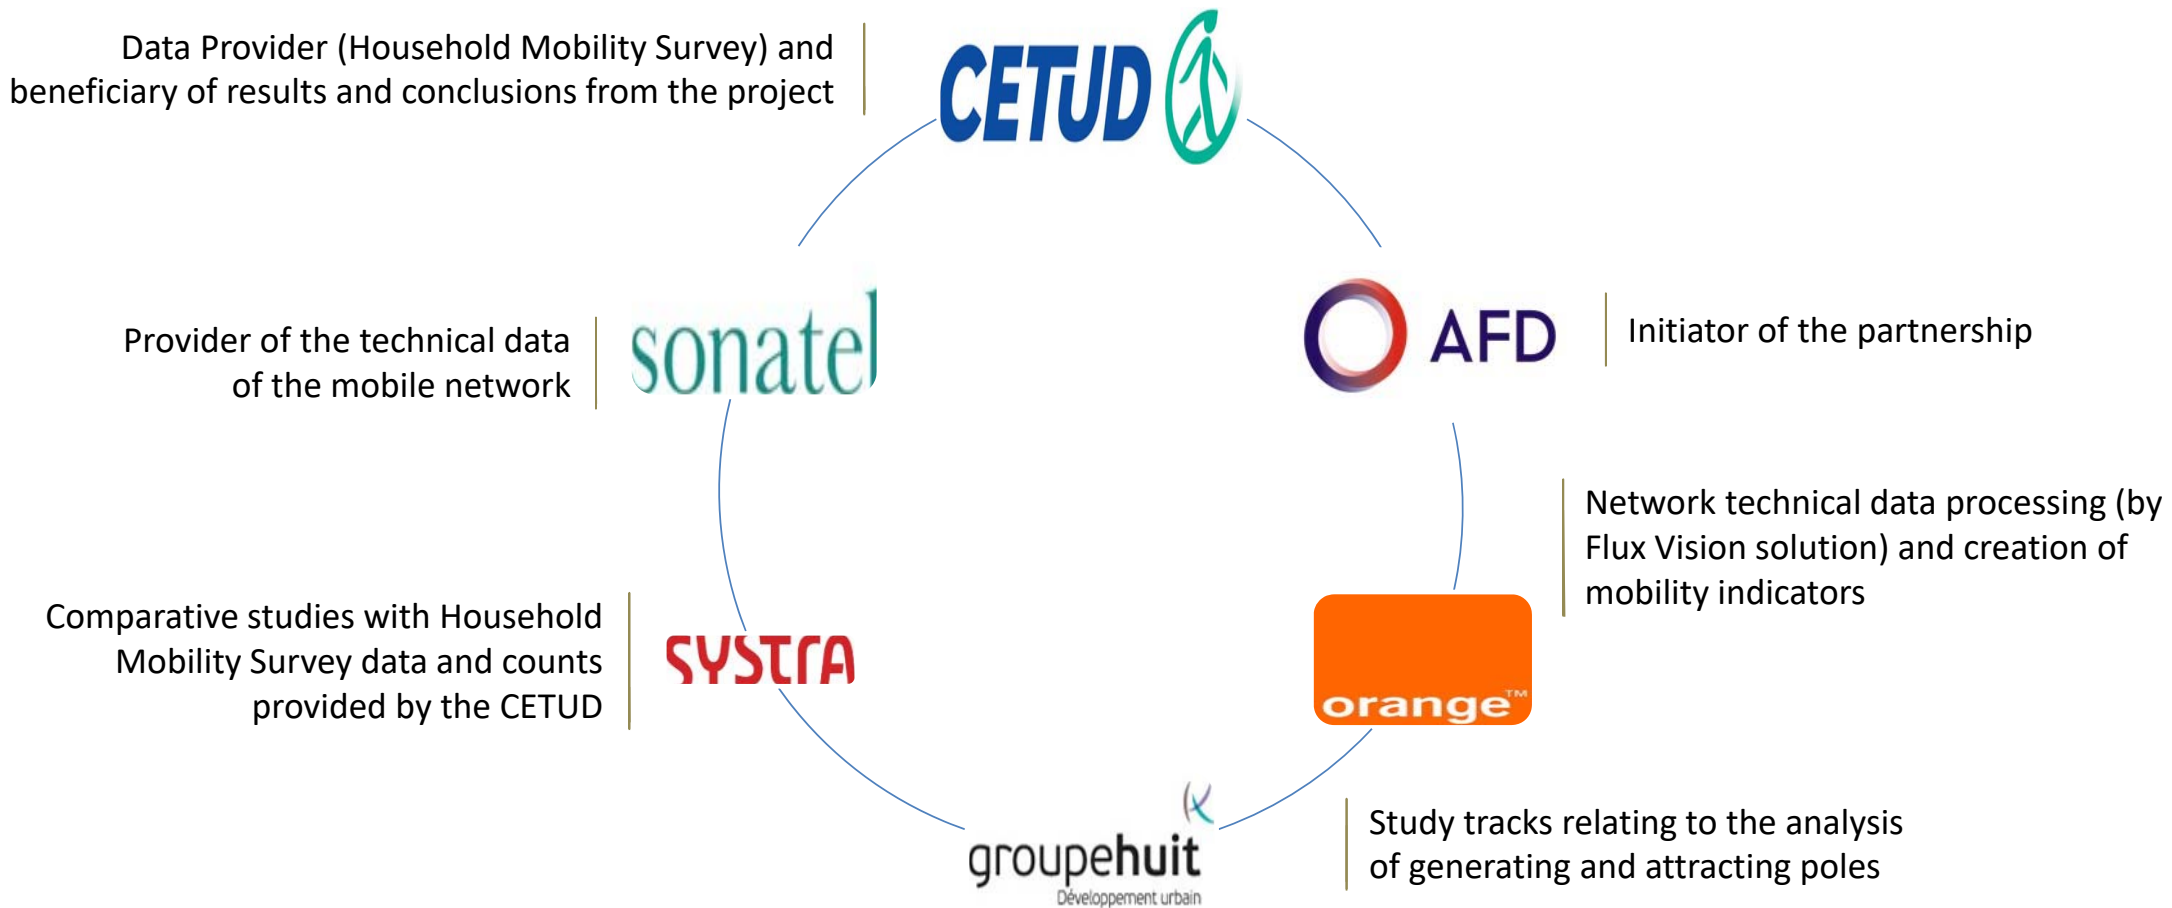 Data Provider (Household Mobility Survey) and
beneficiary of results and conclusions from the project
CETUD
AFD
Initiator of the partnership
Provider of the technical data
of the mobile network
sonatel
Network technical data processing (by
Flux Vision solution) and creation of
mobility indicators
orange™
Comparative studies with Household
Mobility Survey data and counts
provided by the CETUD
SYSTRA
groupehuit
Développement urbain
Study tracks relating to the analysis
of generating and attracting poles